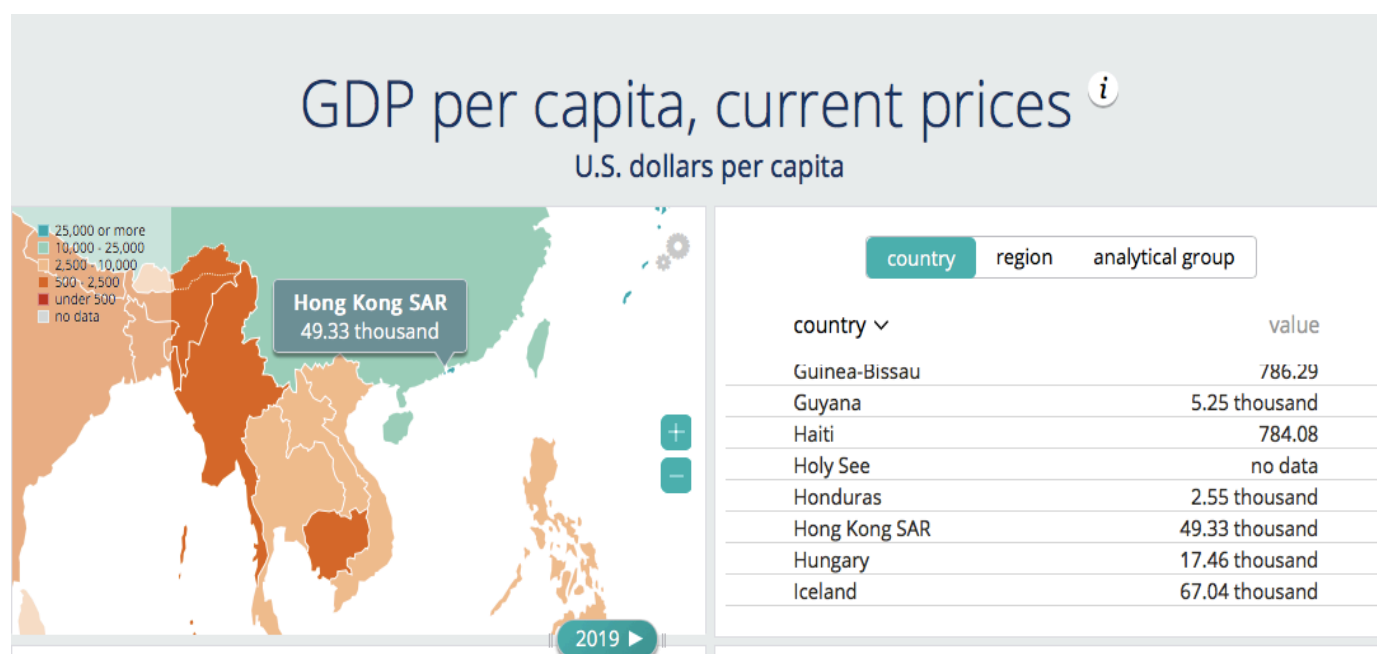 GDP per capita, current prices i
U.S. dollars per capita
25,000 or more
10,000 - 25,000
2,500 - 10,000
500 - 2,500
under 500
no data
Hong Kong SAR
49.33 thousand
+
−
2019
country region analytical group
country value
Guinea-Bissau 786.29
Guyana 5.25 thousand
Haiti 784.08
Holy See no data
Honduras 2.55 thousand
Hong Kong SAR 49.33 thousand
Hungary 17.46 thousand
Iceland 67.04 thousand